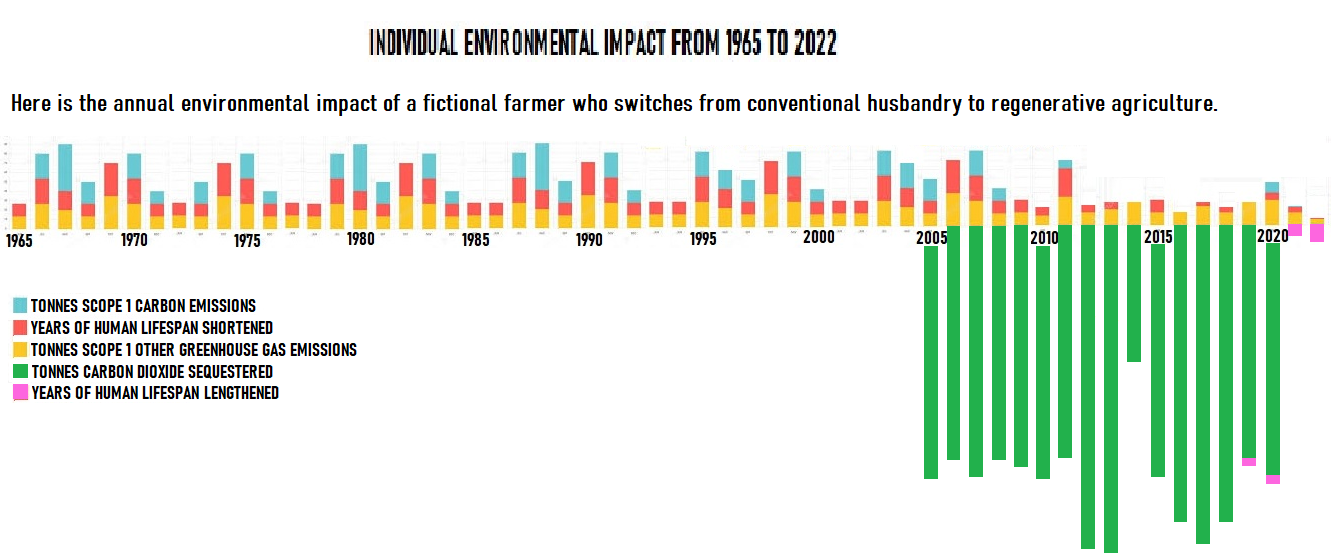 INDIVIDUAL ENVIRONMENTAL IMPACT FROM 1965 TO 2022
Here is the annual environmental impact of a fictional farmer who switches from conventional husbandry to regenerative agriculture.
1965 1970 1975 1980 1985 1990 1995 2000 2005 2010 2015 2020
TONNES SCOPE 1 CARBON EMISSIONS
YEARS OF HUMAN LIFESPAN SHORTENED
TONNES SCOPE 1 OTHER GREENHOUSE GAS EMISSIONS
TONNES CARBON DIOXIDE SEQUESTERED
YEARS OF HUMAN LIFESPAN LENGTHENED